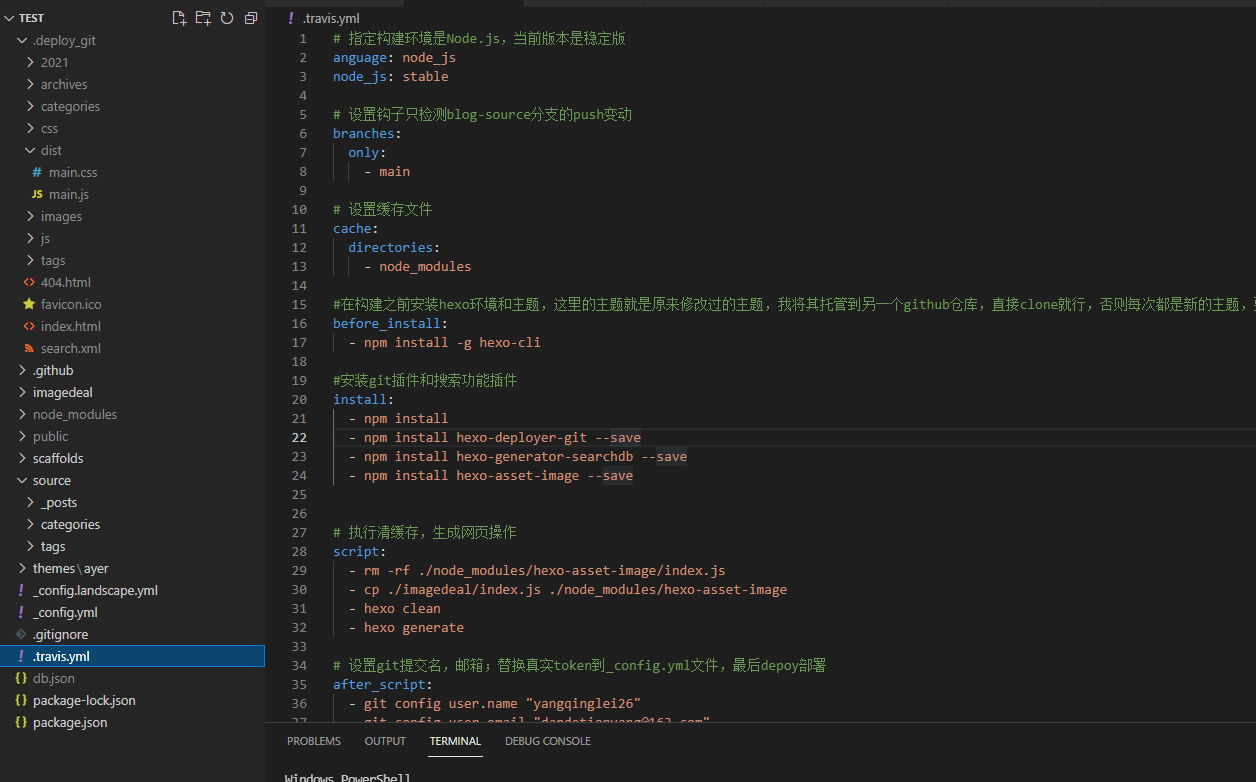 TEST
.deploy_git
2021
archives
categories
css
dist
# main.css
JS main.js
images
js
tags
<> 404.html
favicon.ico
<> index.html
search.xml
.github
imagedeal
node_modules
public
scaffolds
source
_posts
categories
tags
themes\ayer
! _config.landscape.yml
! _config.yml
.gitignore
! .travis.yml
{} db.json
{} package-lock.json
{} package.json
! .travis.yml
1 # 指定构建环境是Node.js，当前版本是稳定版
2 anguage: node_js
3 node_js: stable
4
5 # 设置钩子只检测blog-source分支的push变动
6 branches:
7 only:
8 - main
9
10 # 设置缓存文件
11 cache:
12 directories:
13 - node_modules
14
15 #在构建之前安装hexo环境和主题，这里的主题就是原来修改过的主题，我将其托管到另一个github仓库，直接clone就行，否则每次都是新的主题，
16 before_install:
17 - npm install -g hexo-cli
18
19 #安装git插件和搜索功能插件
20 install:
21 - npm install
22 - npm install hexo-deployer-git --save
23 - npm install hexo-generator-searchdb --save
24 - npm install hexo-asset-image --save
25
26
27 # 执行清缓存，生成网页操作
28 script:
29 - rm -rf ./node_modules/hexo-asset-image/index.js
30 - cp ./imagedeal/index.js ./node_modules/hexo-asset-image
31 - hexo clean
32 - hexo generate
33
34 # 设置git提交名，邮箱；替换真实token到_config.yml文件，最后depoy部署
35 after_script:
36 - git config user.name "yangqinglei26"
37 - git config user.email
PROBLEMS OUTPUT TERMINAL DEBUG CONSOLE
Windows PowerShell